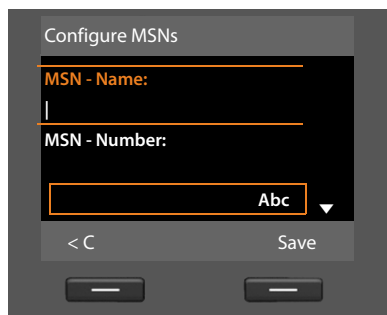 Configure MSNs
MSN - Name:
MSN - Number:
Abc
< C Save